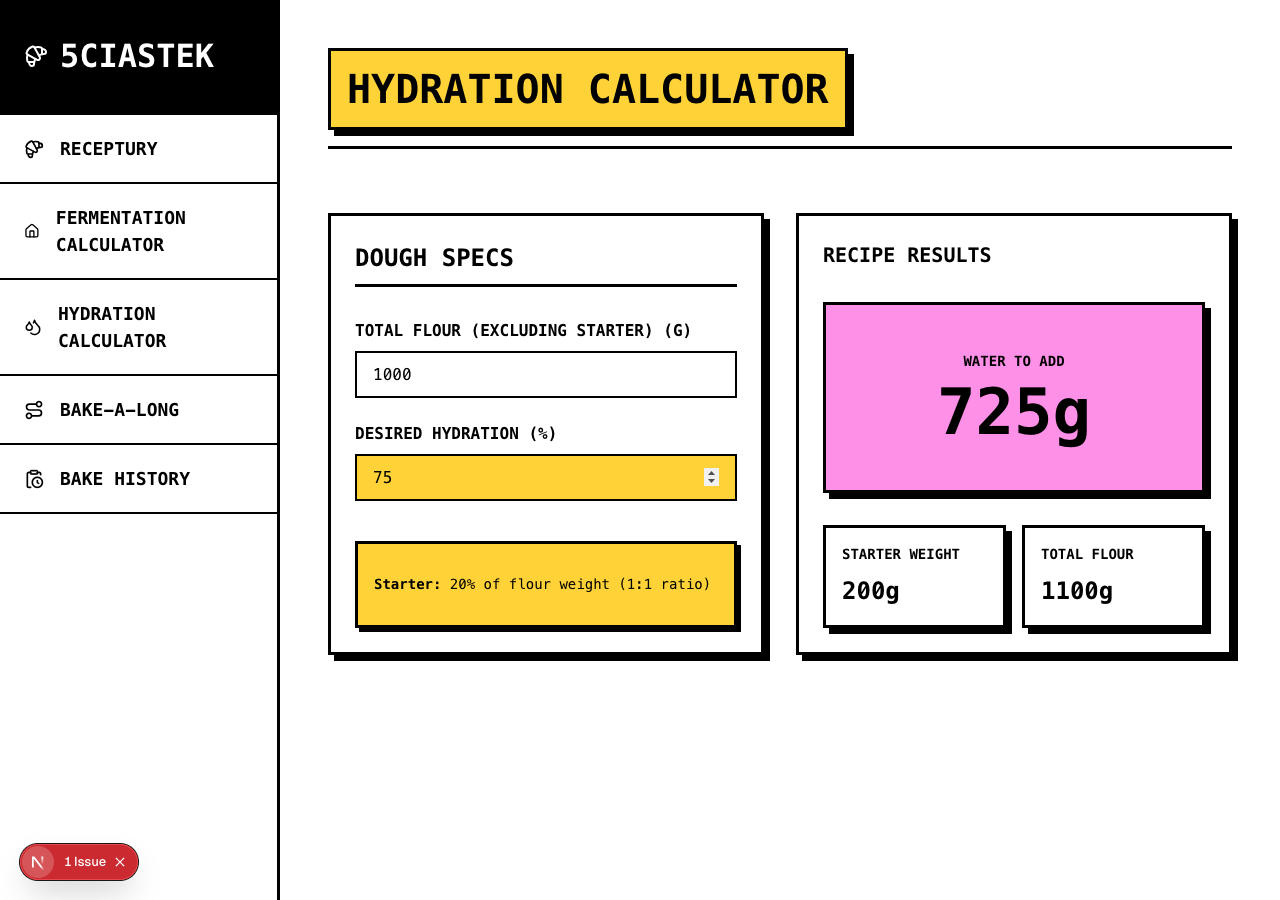 5CIASTEK
RECEPTURY
FERMENTATION
CALCULATOR
HYDRATION
CALCULATOR
BAKE-A-LONG
BAKE HISTORY
1 Issue
HYDRATION CALCULATOR
DOUGH SPECS
TOTAL FLOUR (EXCLUDING STARTER) (G)
1000
DESIRED HYDRATION (%)
75
Starter: 20% of flour weight (1:1 ratio)
RECIPE RESULTS
WATER TO ADD
725g
STARTER WEIGHT
200g
TOTAL FLOUR
1100g